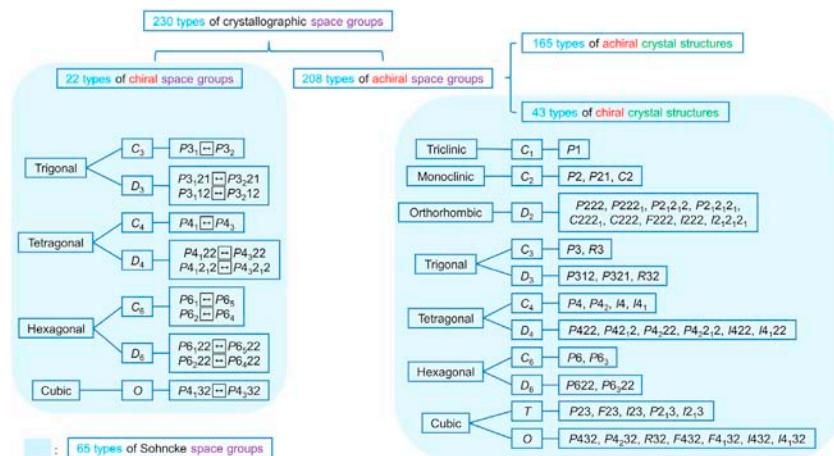 230 types of crystallographic space groups
165 types of achiral crystal structures
22 types of chiral space groups
208 types of achiral space groups
43 types of chiral crystal structures
Trigonal
C₃
P3₁ ↔ P3₂
D₃
P3₁21 ↔ P3₂21
P3₁12 ↔ P3₂12
Tetragonal
C₄
P4₁ ↔ P4₃
D₄
P4₁22 ↔ P4₃22
P4₁2₁2 ↔ P4₃2₁2
Hexagonal
C₆
P6₁ ↔ P6₅
P6₂ ↔ P6₄
D₆
P6₁22 ↔ P6₅22
P6₂22 ↔ P6₄22
Cubic
O
P4₁32 ↔ P4₃32
: 65 types of Sohncke space groups
Triclinic
C₁
P1
Monoclinic
C₂
P2, P21, C2
Orthorhombic
D₂
P222, P222₁, P2₁2₁2, P2₁2₁2₁,
C222₁, C222, F222, I222, I2₁2₁2₁
Trigonal
C₃
P3, R3
D₃
P312, P321, R32
Tetragonal
C₄
P4, P4₂, I4, I4₁
D₄
P422, P42₁2, P4₂22, P4₂2₁2, I422, I4₁22
Hexagonal
C₆
P6, P6₃
D₆
P622, P6₃22
Cubic
T
P23, F23, I23, P2₁3, I2₁3
O
P432, P4₂32, R32, F432, F4₁32, I432, I4₁32